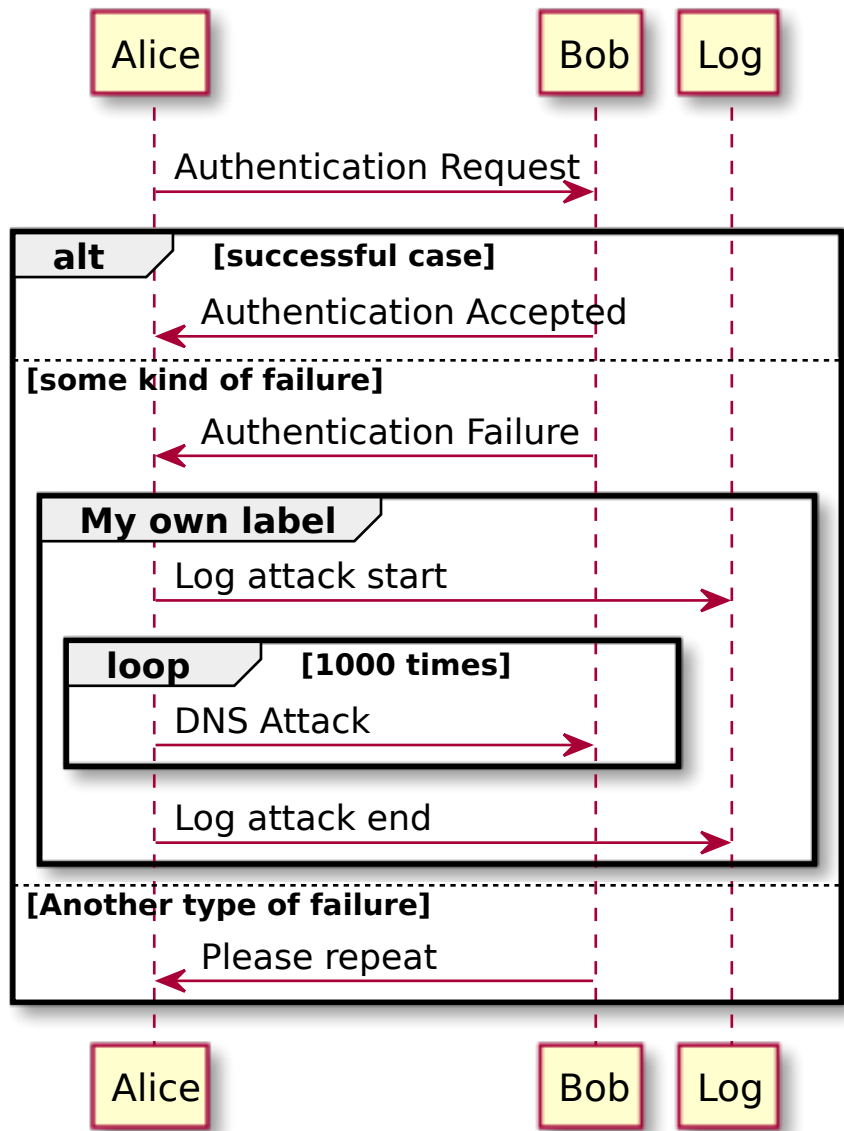 Alice Bob Log
Authentication Request
alt [successful case]
Authentication Accepted
[some kind of failure]
Authentication Failure
My own label
Log attack start
loop [1000 times]
DNS Attack
Log attack end
[Another type of failure]
Please repeat
Alice Bob Log